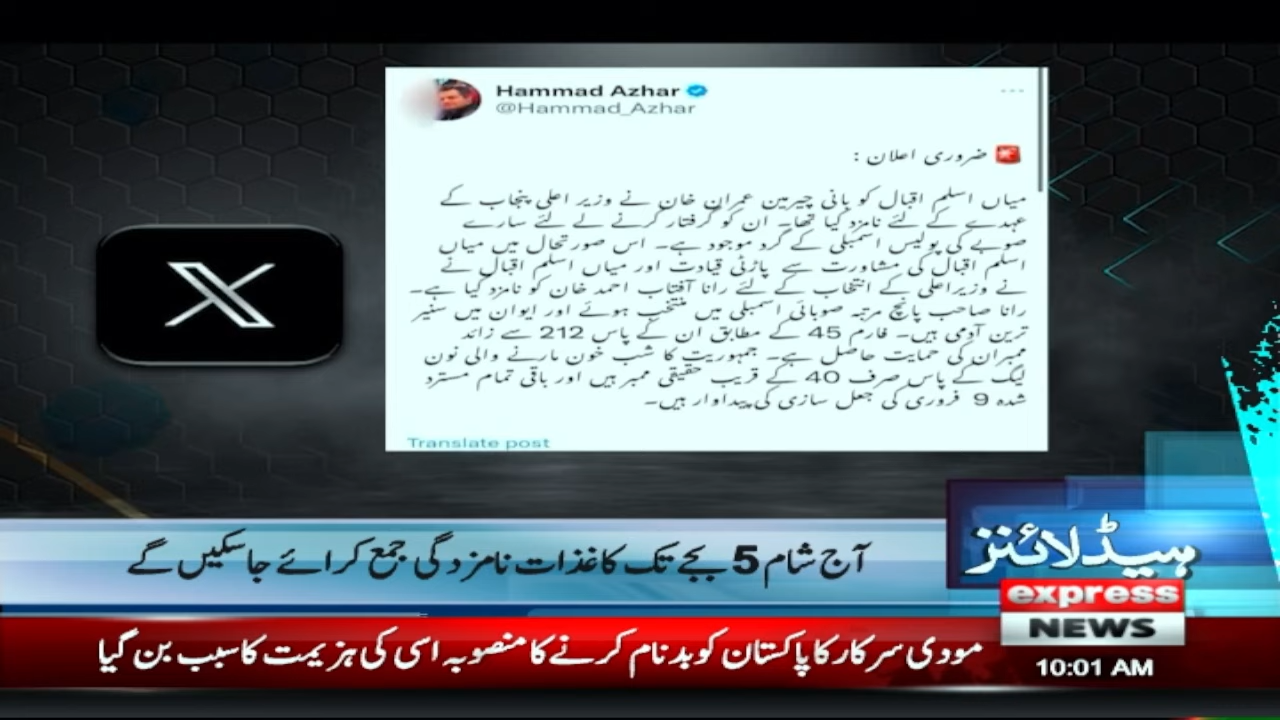 Hammad Azhar
@Hammad_Azhar
ضروری اعلان :
میاں اسلم اقبال کو بانی چیرمین عمران خان نے وزیر اعلی پنجاب کے
عہدے کے لئے نامزد کیا تھا۔ ان کو گرفتار کرنے لے لئے سارے
صوبے کی پولیس اسمبلی کے گرد موجود ہے۔ اس صورتحال میں میاں
اسلم اقبال کی مشاورت سے پاڑٹی قیادت اور میاں اسلم اقبال نے
نے وزیراعلی کے انتخاب کے لئے رانا آفتاب احمد خان کو نامزد کیا ہے۔
رانا صاحب پانچ مرتبہ صوبائی اسمبلی میں منتخب ہوئے اور ایوان میں سنیر
ترین آدمی ہیں۔ فارم 45 کے مطابق ان کے پاس 212 سے زائد
ممبران کی حمایت حاصل ہے۔ جمہوریت کا شب خون مارنے والی نون
لیگ کے پاس صرف 40 کے قریب حقیقی ممبر ہیں اور باقی تمام مسترد
شدہ 9 فروری کی جعل سازی کی پیداوار ہیں۔
Translate post
آج شام 5 بجے تک کاغذات نامزدگی جمع کرائے جاسکیں گے
ہیڈلائنز
express
NEWS
مودی سرکار کا پاکستان کو بدنام کرنے کا منصوبہ اسی کی ہزیمت کا سبب بن گیا
10:01 AM